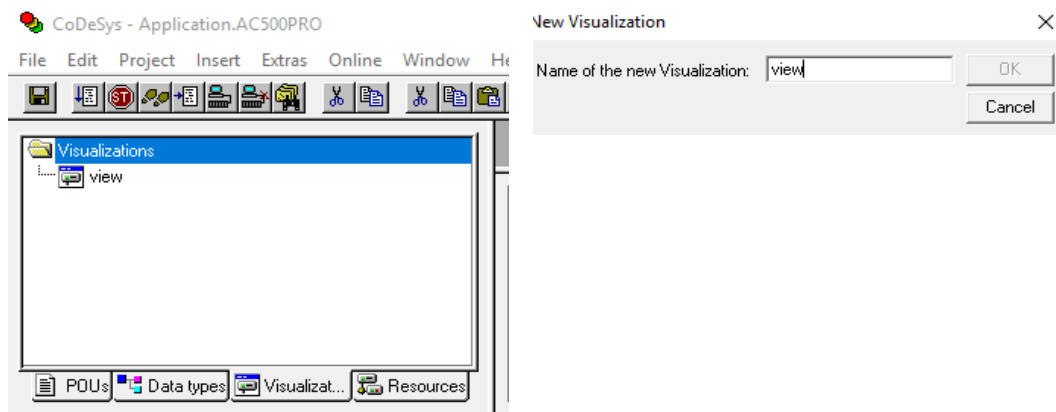 CoDeSys - Application.AC500PRO
File Edit Project Insert Extras Online Window
Visualizations
view
POUs Data types Visualizat... Resources
New Visualization
Name of the new Visualization: view OK
Cancel